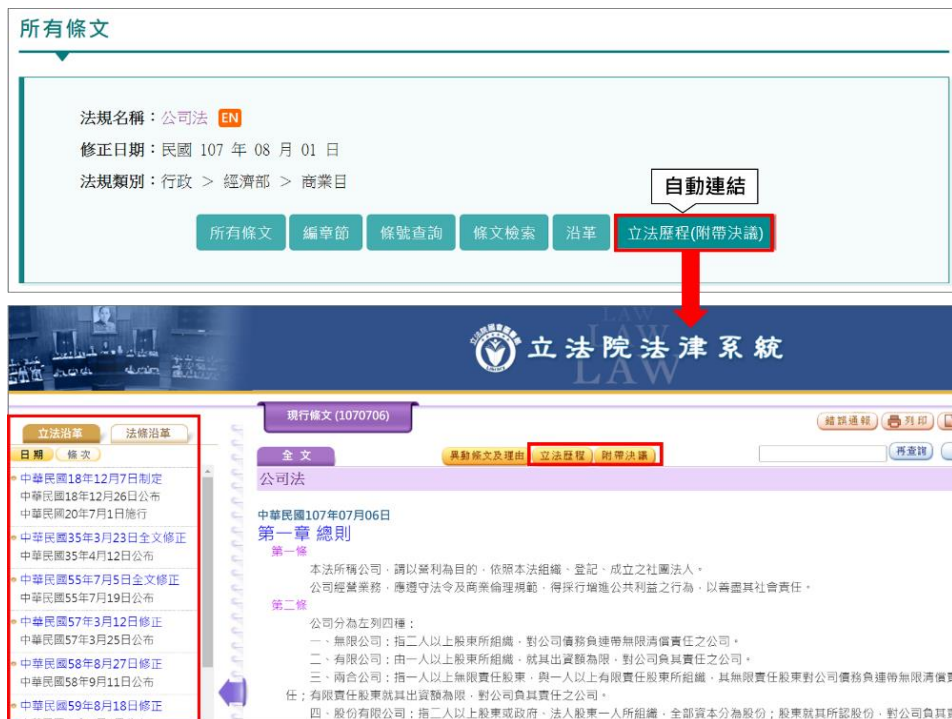 所有條文
法規名稱：公司法 EN
修正日期：民國 107 年 08 月 01 日
法規類別：行政 > 經濟部 > 商業目
自動連結
所有條文 編章節 條號查詢 條文檢索 沿革 立法歷程(附帶決議)
立法院法律系統
LAW
現行條文 (1070706)
錯誤通報 列印
立法沿革 法條沿革
日期 條次
全文 異動條文及理由 立法歷程 附帶決議 再查詢
中華民國18年12月7日制定
中華民國18年12月26日公布
中華民國20年7月1日施行
中華民國35年3月23日全文修正
中華民國35年4月12日公布
中華民國55年7月5日全文修正
中華民國55年7月19日公布
中華民國57年3月12日修正
中華民國57年3月25日公布
中華民國58年8月27日修正
中華民國58年9月11日公布
中華民國59年8月18日修正
公司法
中華民國107年07月06日
第一章 總則
第一條
本法所稱公司，謂以營利為目的，依照本法組織、登記、成立之社團法人。
公司經營業務，應遵守法令及商業倫理規範，得採行增進公共利益之行為，以善盡其社會責任。
第二條
公司分為左列四種：
一、無限公司：指二人以上股東所組織，對公司債務負連帶無限清償責任之公司。
二、有限公司：由一人以上股東所組織，就其出資額為限，對公司負其責任之公司。
三、兩合公司：指一人以上無限責任股東，與一人以上有限責任股東所組織，其無限責任股東對公司債務負連帶無限清償責
任；有限責任股東就其出資額為限，對公司負其責任之公司。
四、股份有限公司：指二人以上股東或政府、法人股東一人所組織，全部資本分為股份；股東就其所認股份，對公司負其責